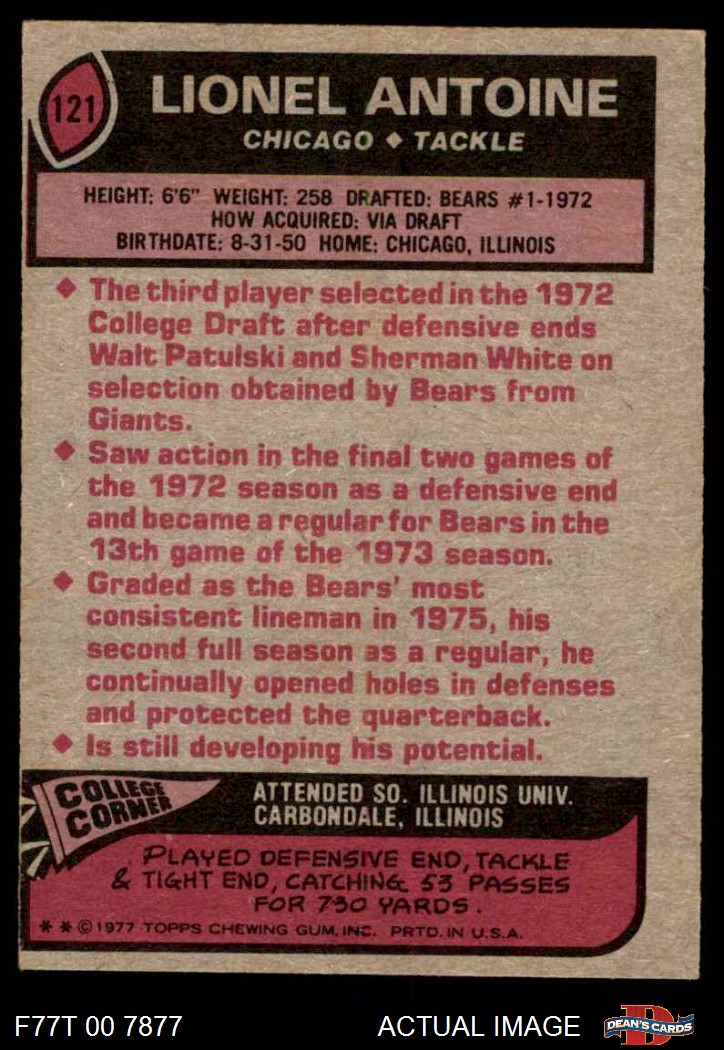 121
LIONEL ANTOINE
CHICAGO ◆ TACKLE
HEIGHT: 6'6" WEIGHT: 258 DRAFTED: BEARS #1-1972
HOW ACQUIRED: VIA DRAFT
BIRTHDATE: 8-31-50 HOME: CHICAGO, ILLINOIS
◆ The third player selected in the 1972
College Draft after defensive ends
Walt Patulski and Sherman White on
selection obtained by Bears from
Giants.
◆ Saw action in the final two games of
the 1972 season as a defensive end
and became a regular for Bears in the
13th game of the 1973 season.
◆ Graded as the Bears' most
consistent lineman in 1975, his
second full season as a regular, he
continually opened holes in defenses
and protected the quarterback.
◆ Is still developing his potential.
COLLEGE
CORNER
ATTENDED SO. ILLINOIS UNIV.
CARBONDALE, ILLINOIS
PLAYED DEFENSIVE END, TACKLE
& TIGHT END, CATCHING 53 PASSES
FOR 730 YARDS.
* * © 1977 TOPPS CHEWING GUM, INC. PRTD. IN U.S.A.
F77T 00 7877
ACTUAL IMAGE
DEAN'S CARDS